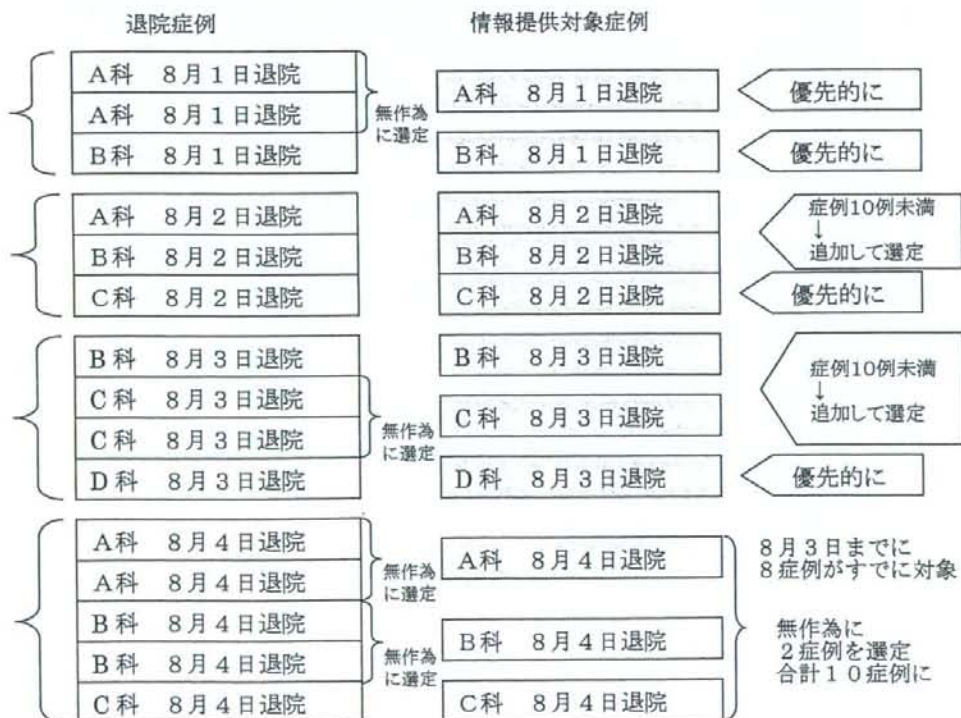 退院症例
情報提供対象症例
A科 8月1日退院
A科 8月1日退院
B科 8月1日退院
無作為
に選定
A科 8月1日退院
B科 8月1日退院
優先的に
優先的に
A科 8月2日退院
B科 8月2日退院
C科 8月2日退院
A科 8月2日退院
B科 8月2日退院
C科 8月2日退院
症例10例未満
↓
追加して選定
優先的に
B科 8月3日退院
C科 8月3日退院
C科 8月3日退院
D科 8月3日退院
無作為
に選定
B科 8月3日退院
C科 8月3日退院
D科 8月3日退院
症例10例未満
↓
追加して選定
優先的に
A科 8月4日退院
A科 8月4日退院
B科 8月4日退院
B科 8月4日退院
C科 8月4日退院
無作為
に選定
無作為
に選定
A科 8月4日退院
B科 8月4日退院
C科 8月4日退院
8月3日までに
8症例がすでに対象
無作為に
2症例を選定
合計10症例に